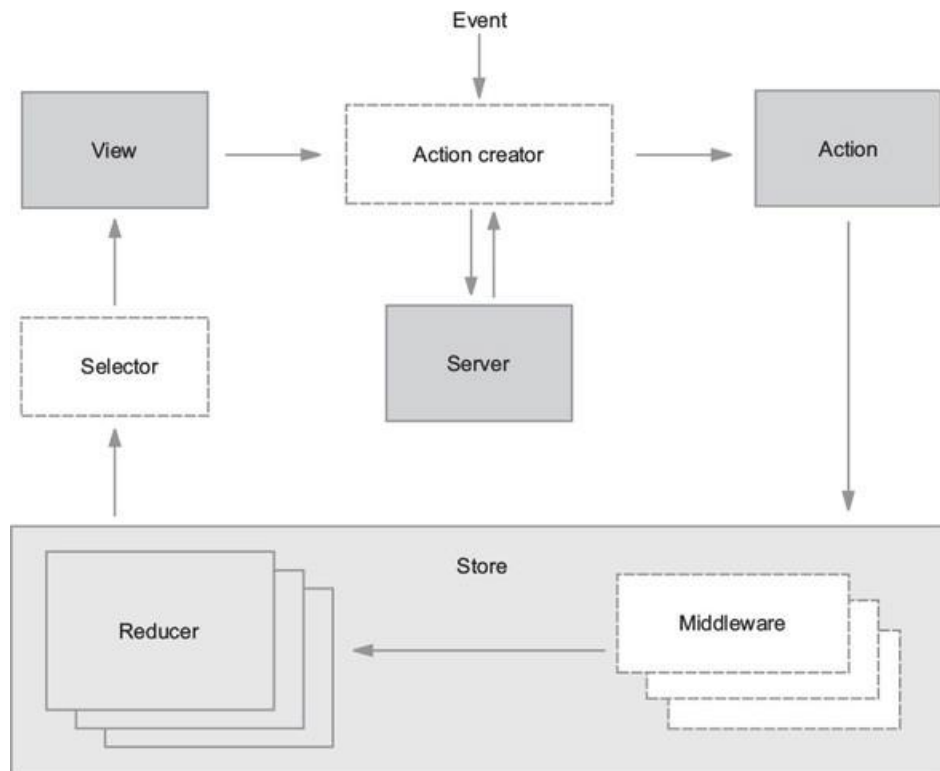 Event
View
Action creator
Action
Selector
Server
Store
Reducer
Middleware